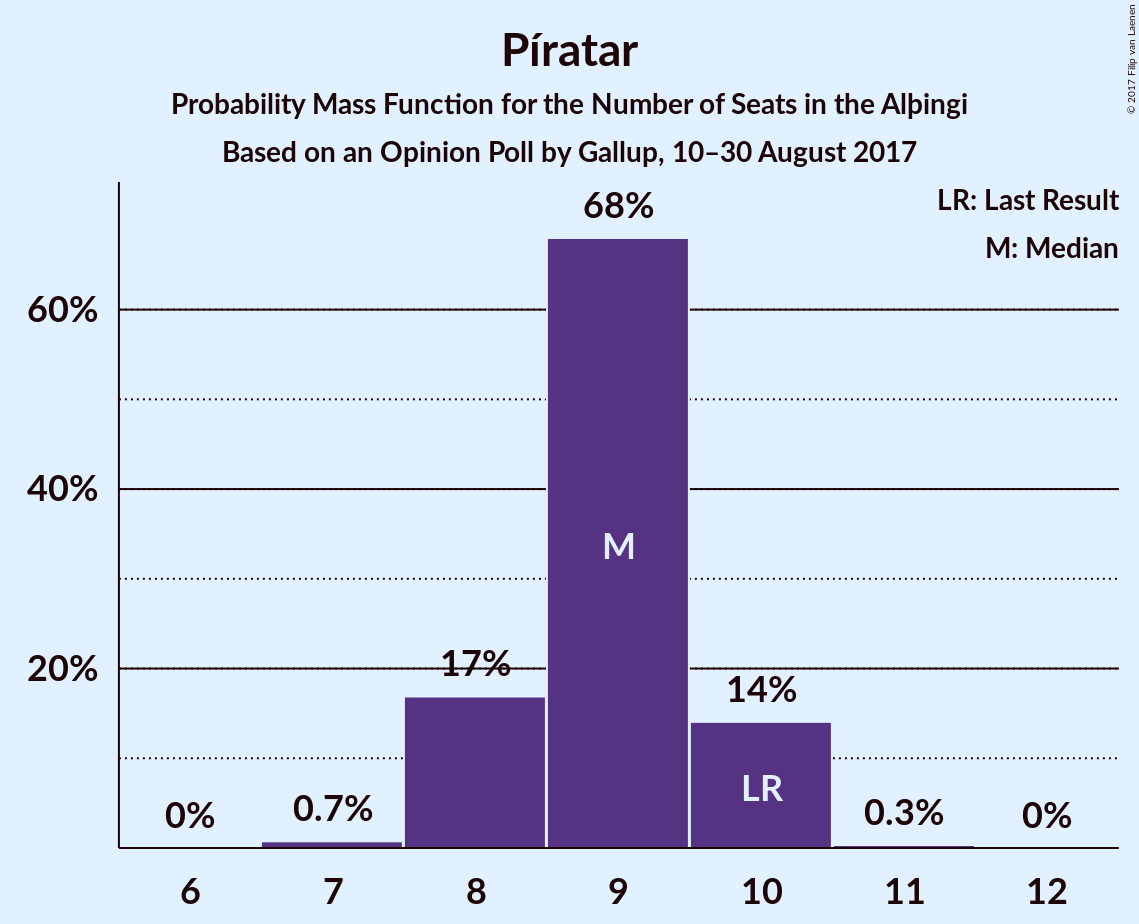 Píratar
Probability Mass Function for the Number of Seats in the Alþingi
Based on an Opinion Poll by Gallup, 10–30 August 2017
© 2017 Filip van Laenen
LR: Last Result
M: Median
68%
60%
40%
M
20%
17%
14%
LR
0%
0.7%
0.3%
0%
6
7
8
9
10
11
12